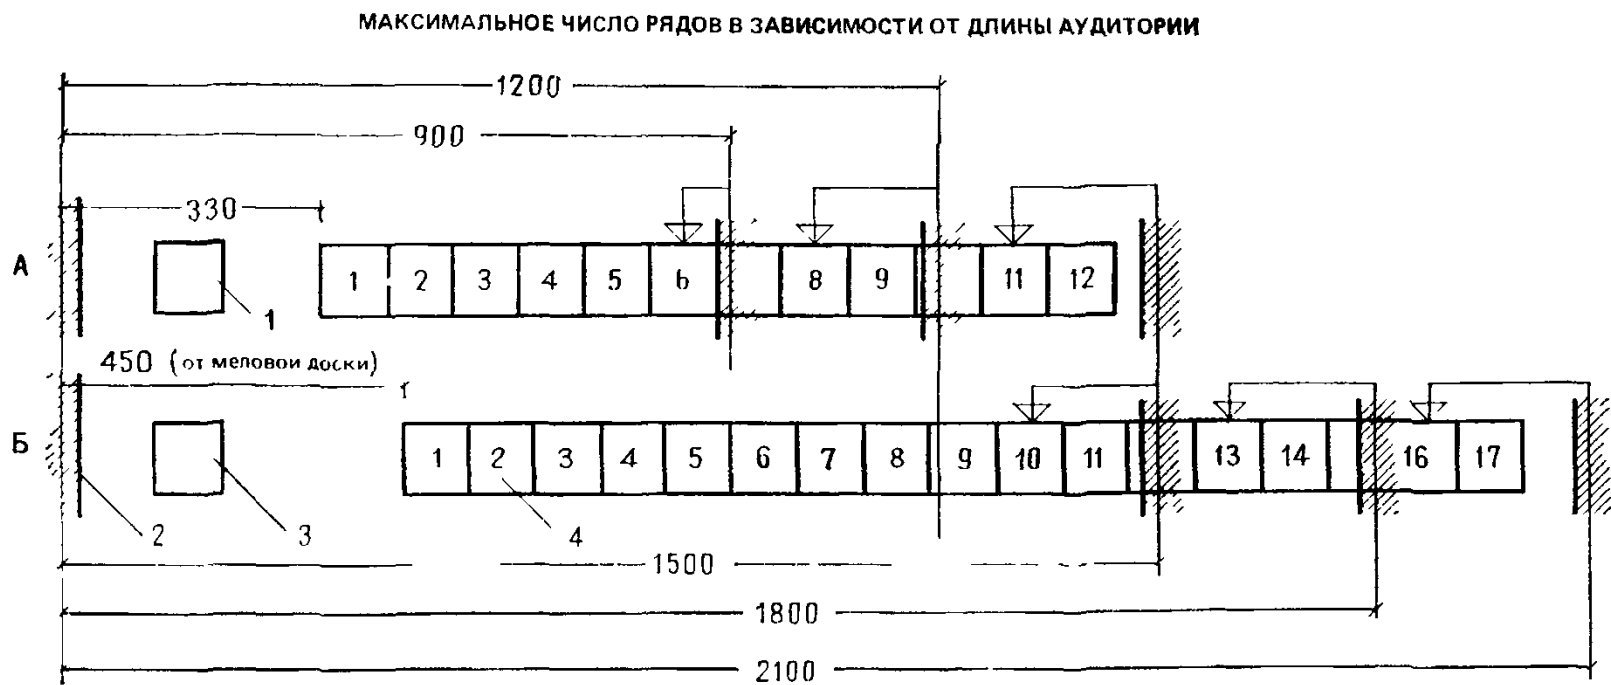 МАКСИМАЛЬНОЕ ЧИСЛО РЯДОВ В ЗАВИСИМОСТИ ОТ ДЛИНЫ АУДИТОРИИ
1200
900
330
А
1 2 3 4 5 6 8 9 11 12
1
450 (от меловои доски)
Б
1 2 3 4 5 6 7 8 9 10 11 13 14 16 17
2 3 4
1500
1800
2100